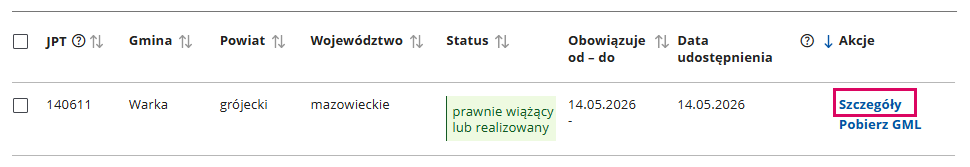 JPT Gmina Powiat Województwo Status Obowiązuje od – do Data udostępnienia Akcje
140611 Warka grójecki mazowieckie prawnie wiążący lub realizowany 14.05.2026 - 14.05.2026 Szczegóły
Pobierz GML